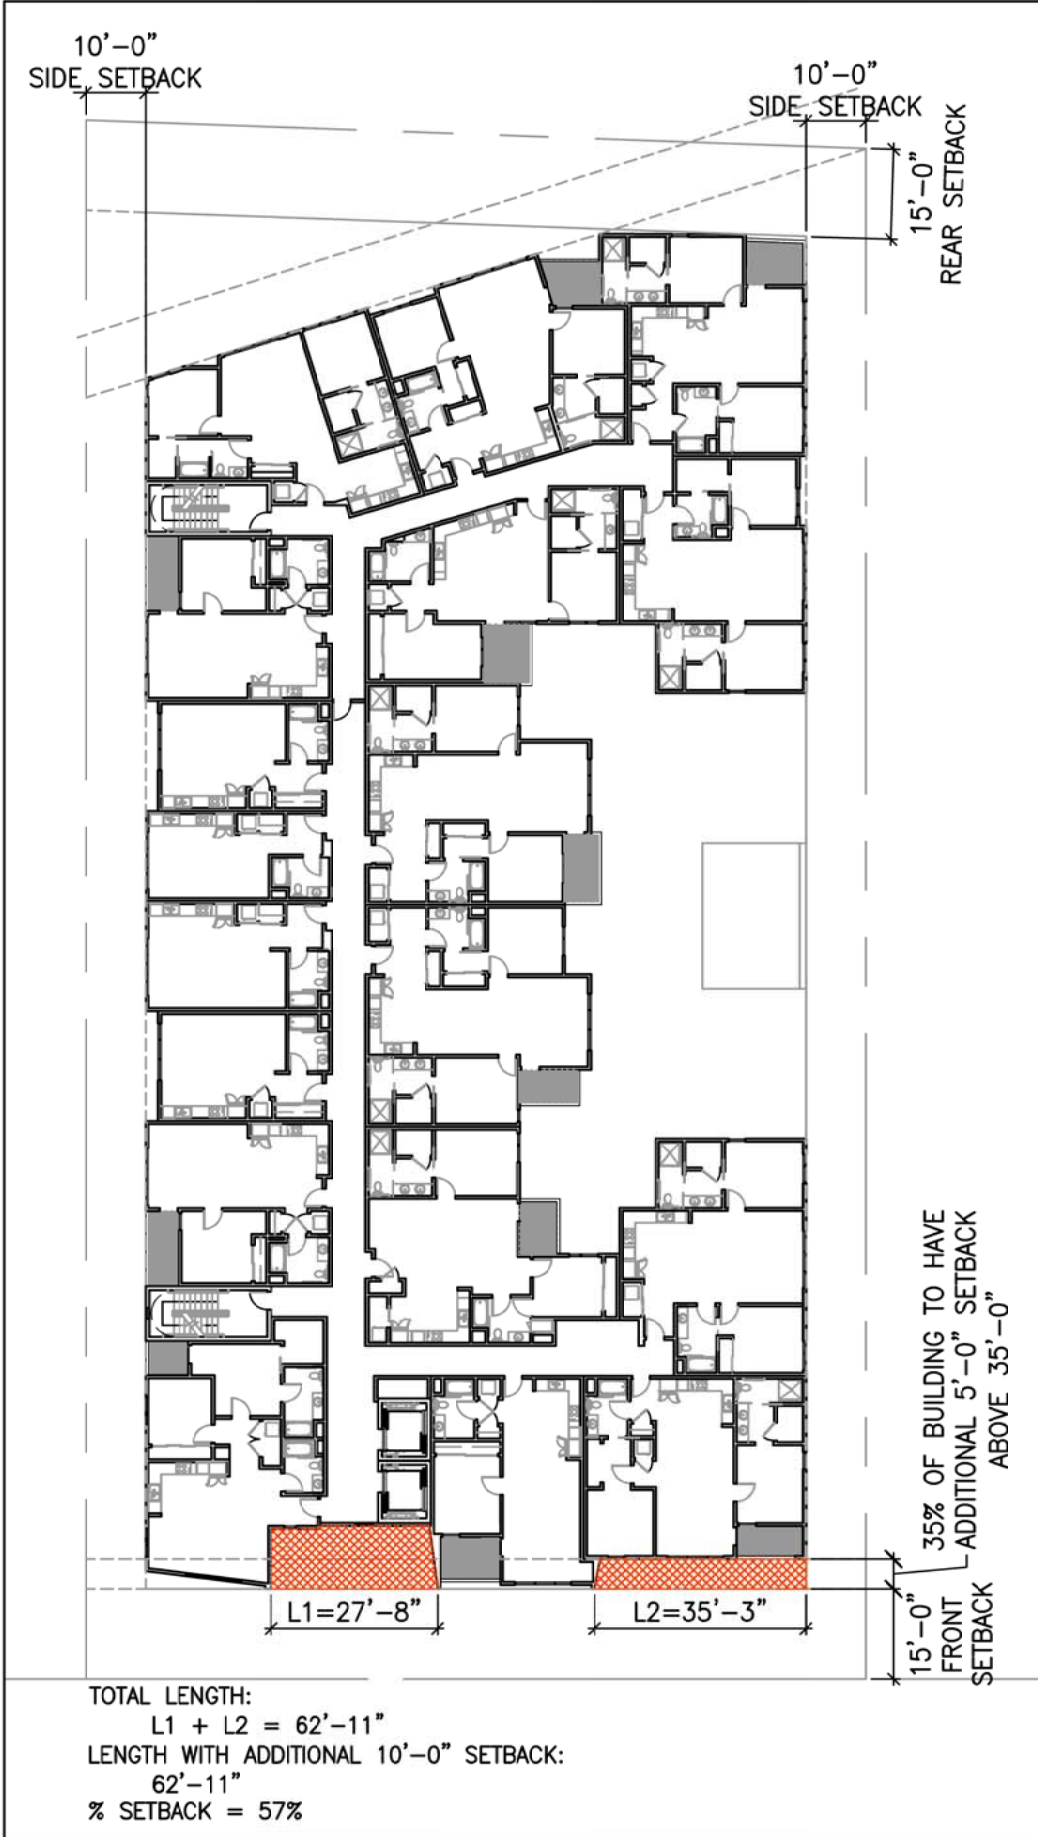 10'-0"
SIDE SETBACK
10'-0"
SIDE SETBACK
15'-0"
REAR SETBACK
35% OF BUILDING TO HAVE
ADDITIONAL 5'-0" SETBACK
ABOVE 35'-0"
15'-0"
FRONT
SETBACK
L1=27'-8"
L2=35'-3"
TOTAL LENGTH:
L1 + L2 = 62'-11"
LENGTH WITH ADDITIONAL 10'-0" SETBACK:
62'-11"
% SETBACK = 57%